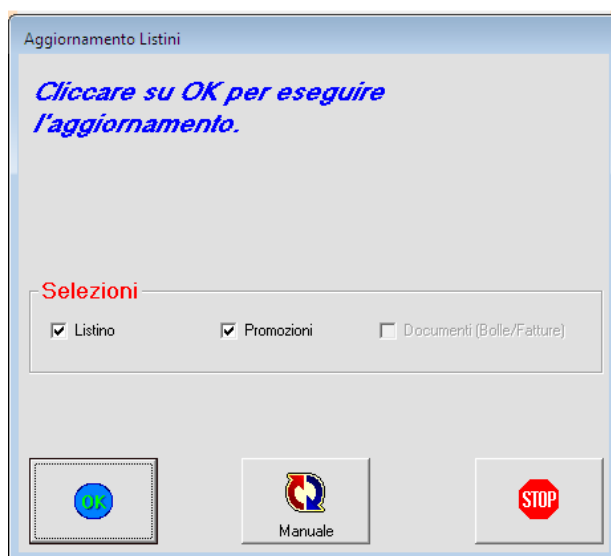 Aggiornamento Listini
Cliccare su OK per eseguire
l'aggiornamento.
Selezioni
Listino
Promozioni
Documenti (Bolle/Fatture)
OK
Manuale
STOP